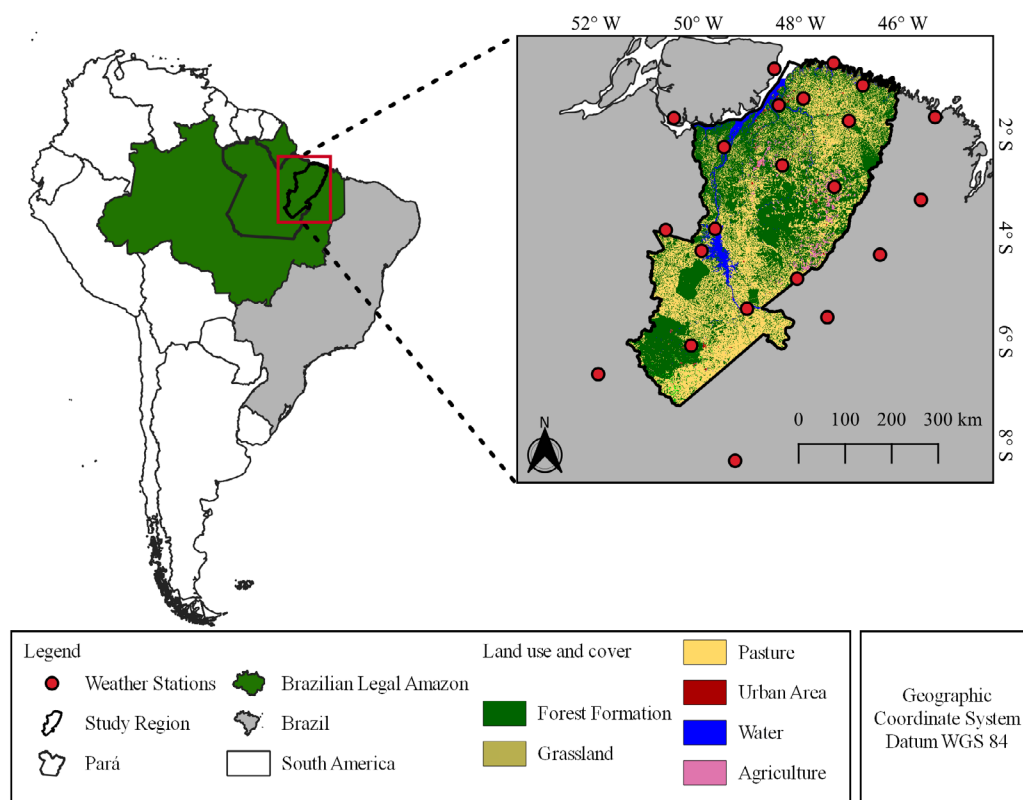 52° W 50° W 48° W 46° W
2° S
4° S
6° S
8° S
N
0 100 200 300 km
Legend
Weather Stations
Study Region
Pará
Brazilian Legal Amazon
Brazil
South America
Land use and cover
Forest Formation
Grassland
Pasture
Urban Area
Water
Agriculture
Geographic
Coordinate System
Datum WGS 84